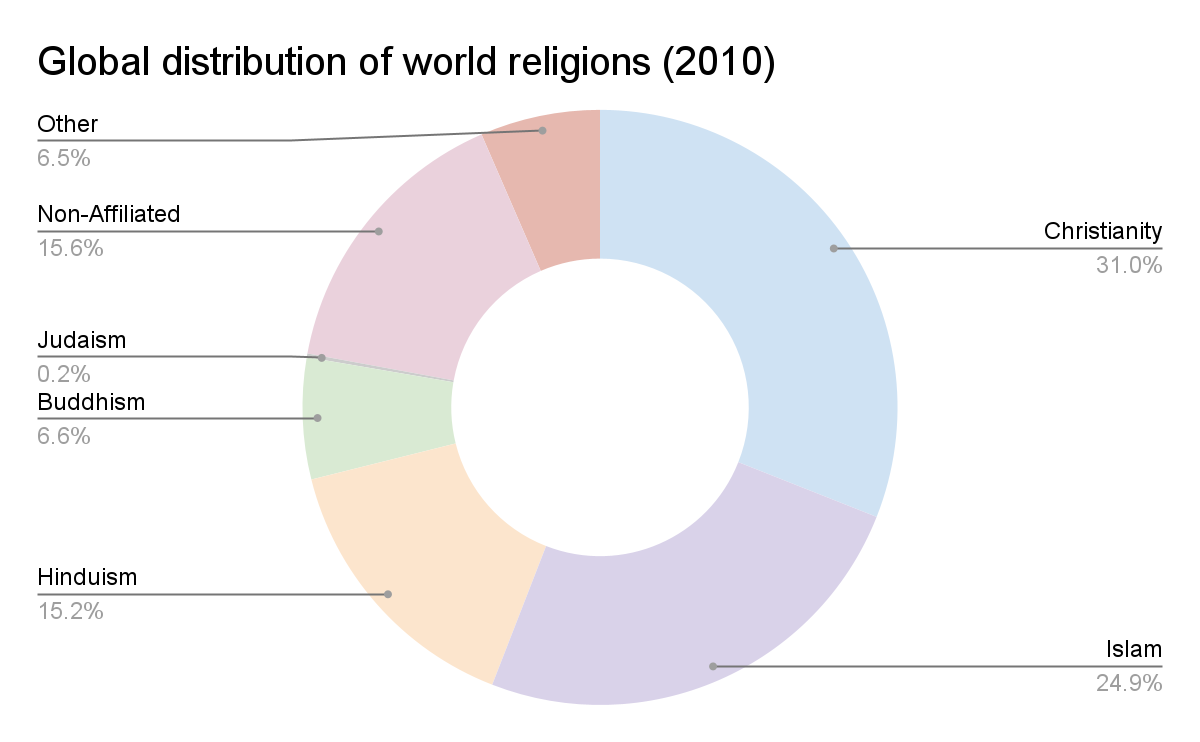 Global distribution of world religions (2010)
Other
6.5%
Non-Affiliated
15.6%
Judaism
0.2%
Buddhism
6.6%
Hinduism
15.2%
Christianity
31.0%
Islam
24.9%